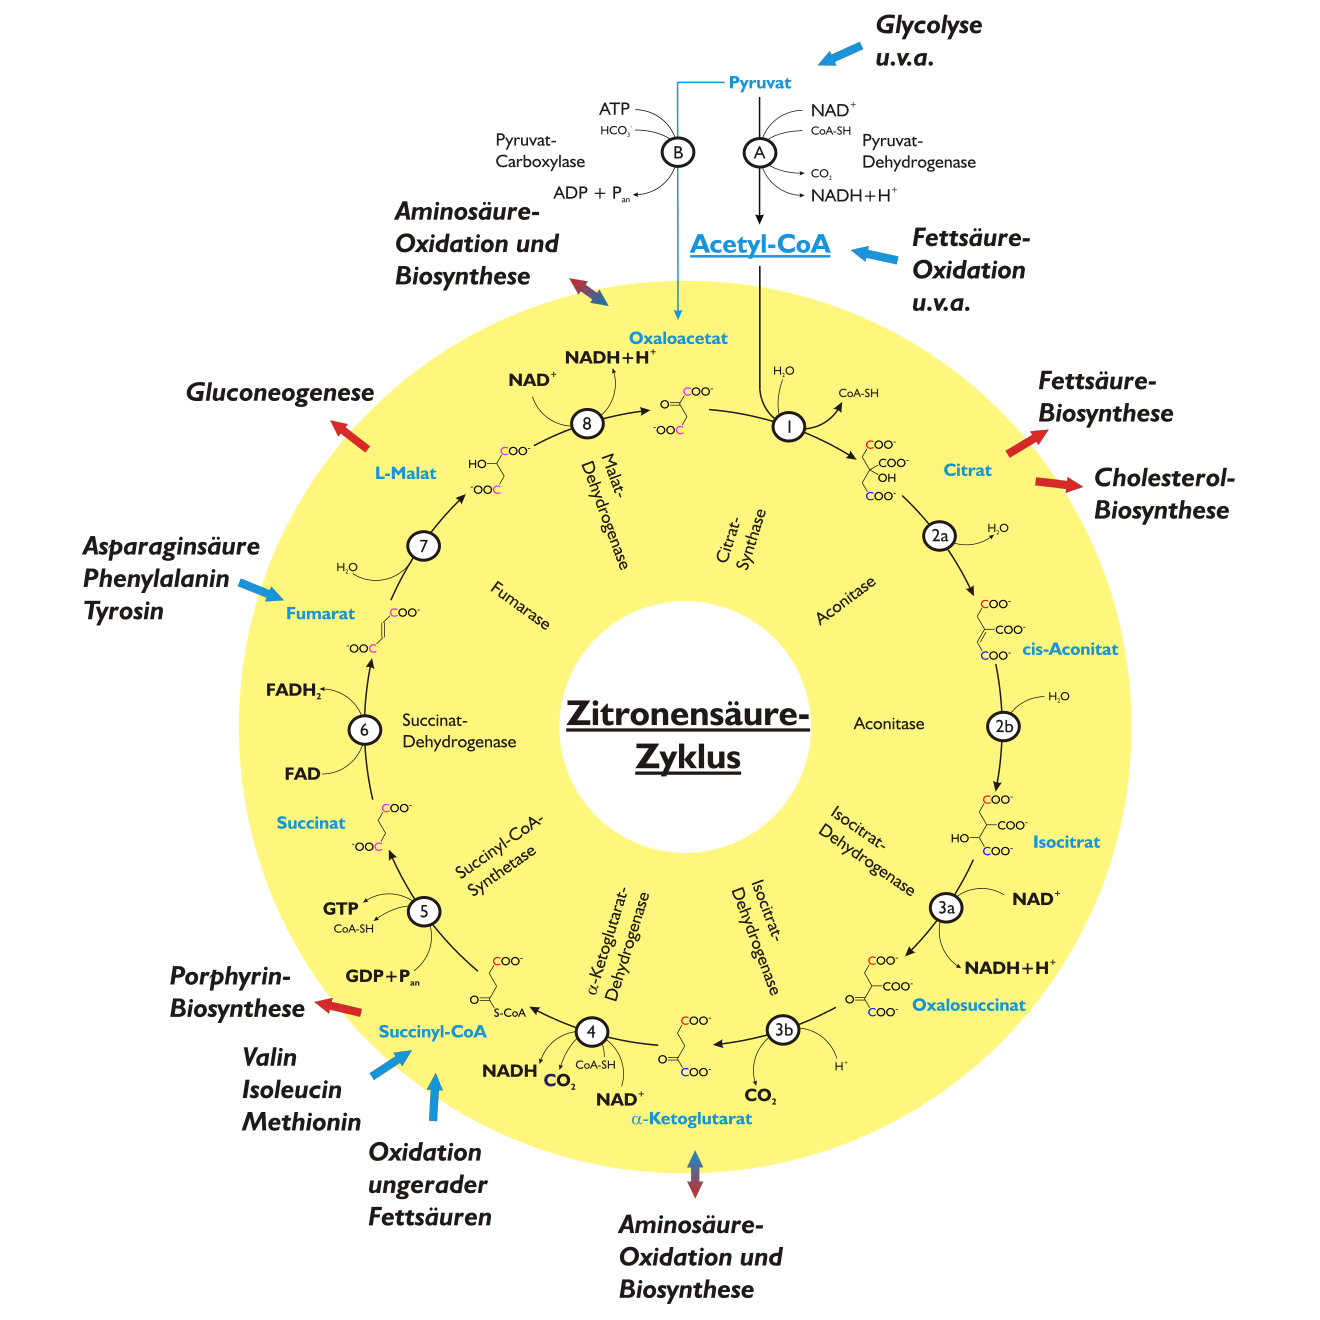 Glycolyse
u.v.a.
Pyruvat
ATP
HCO₃⁻
B
Pyruvat-
Carboxylase
ADP + Pan
NAD⁺
CoA-SH
A
Pyruvat-
Dehydrogenase
CO₂
NADH+H⁺
Aminosäure-
Oxidation und
Biosynthese
Acetyl-CoA
Fettsäure-
Oxidation
u.v.a.
Oxaloacetat
NADH+H⁺
NAD⁺
8
COO⁻
O
⁻OOC
H₂O
CoA-SH
1
Gluconeogenese
Fettsäure-
Biosynthese
L-Malat
COO⁻
HO
⁻OOC
Malat-
Dehydrogenase
Citrat-
Synthase
COO⁻
COO⁻
OH
COO⁻
Citrat
Cholesterol-
Biosynthese
Asparaginsäure
Phenylalanin
Tyrosin
7
H₂O
Fumarase
Aconitase
2a
H₂O
Fumarat
COO⁻
⁻OOC
COO⁻
COO⁻
COO⁻
cis-Aconitat
FADH₂
6
FAD
Succinat-
Dehydrogenase
Zitronensäure-
Zyklus
Aconitase
2b
H₂O
Succinat
COO⁻
⁻OOC
COO⁻
COO⁻
HO
COO⁻
Isocitrat
Succinyl-CoA-
Synthetase
Isocitrat-
Dehydrogenase
GTP
CoA-SH
5
GDP+Pan
α-Ketoglutarat-
Dehydrogenase
Isocitrat-
Dehydrogenase
3a
NAD⁺
NADH+H⁺
Porphyrin-
Biosynthese
COO⁻
O
S-CoA
Succinyl-CoA
COO⁻
COO⁻
O
COO⁻
Oxalosuccinat
Valin
Isoleucin
Methionin
4
NADH
CO₂
CoA-SH
NAD⁺
COO⁻
O
COO⁻
3b
CO₂
H⁺
α-Ketoglutarat
Oxidation
ungerader
Fettsäuren
Aminosäure-
Oxidation und
Biosynthese